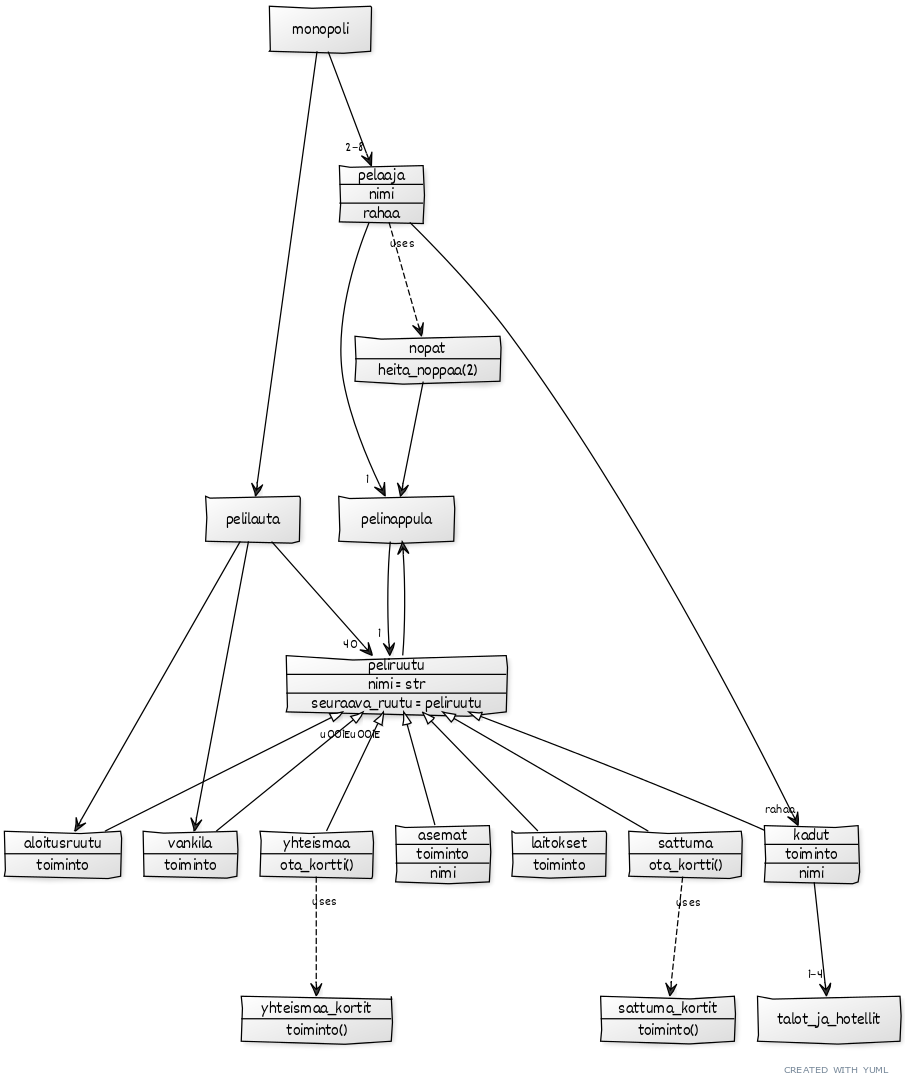 monopoli
2-8
pelaaja
nimi
rahaa
uses
nopat
heita_noppaa(2)
1
pelilauta
pelinappula
1
40
peliruutu
nimi = str
seuraava_ruutu = peliruutu
u001Eu001E
rahaa
aloitusruutu
toiminto
vankila
toiminto
yhteismaa
ota_kortti()
asemat
toiminto
nimi
laitokset
toiminto
sattuma
ota_kortti()
kadut
toiminto
nimi
uses
uses
1-4
yhteismaa_kortit
toiminto()
sattuma_kortit
toiminto()
talot_ja_hotellit
CREATED WITH YUML